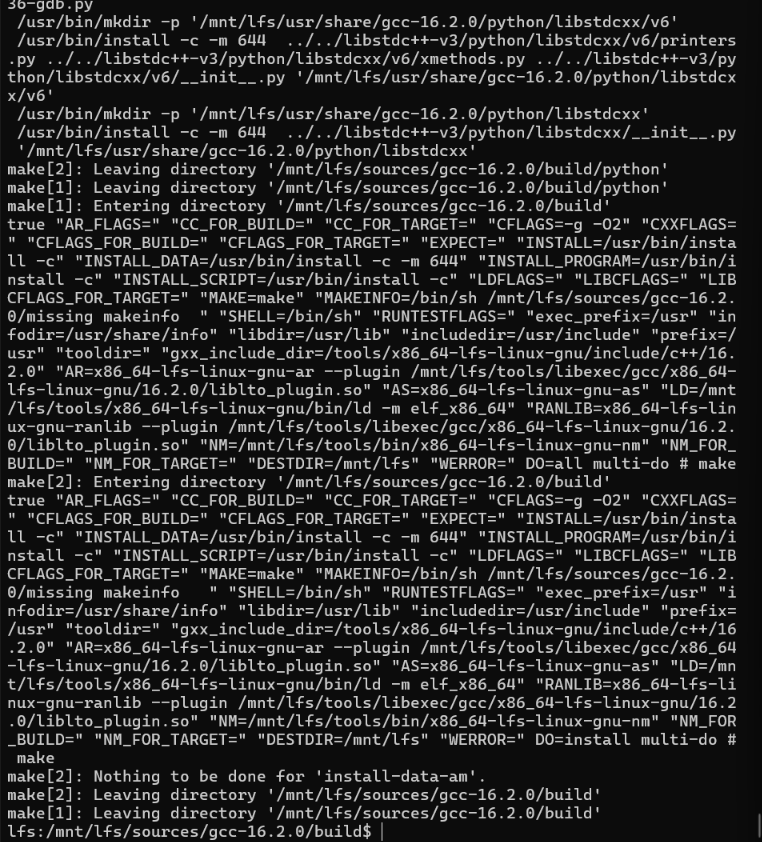 36-gdb.py
 /usr/bin/mkdir -p '/mnt/lfs/usr/share/gcc-16.2.0/python/libstdcxx/v6'
 /usr/bin/install -c -m 644  ../../libstdc++-v3/python/libstdcxx/v6/printers
.py ../../libstdc++-v3/python/libstdcxx/v6/xmethods.py ../../libstdc++-v3/py
thon/libstdcxx/v6/__init__.py '/mnt/lfs/usr/share/gcc-16.2.0/python/libstdcx
x/v6'
 /usr/bin/mkdir -p '/mnt/lfs/usr/share/gcc-16.2.0/python/libstdcxx'
 /usr/bin/install -c -m 644  ../../libstdc++-v3/python/libstdcxx/__init__.py
 '/mnt/lfs/usr/share/gcc-16.2.0/python/libstdcxx'
make[2]: Leaving directory '/mnt/lfs/sources/gcc-16.2.0/build/python'
make[1]: Leaving directory '/mnt/lfs/sources/gcc-16.2.0/build/python'
make[1]: Entering directory '/mnt/lfs/sources/gcc-16.2.0/build'
true "AR_FLAGS=" "CC_FOR_BUILD=" "CC_FOR_TARGET=" "CFLAGS=-g -O2" "CXXFLAGS=
" "CFLAGS_FOR_BUILD=" "CFLAGS_FOR_TARGET=" "EXPECT=" "INSTALL=/usr/bin/insta
ll -c" "INSTALL_DATA=/usr/bin/install -c -m 644" "INSTALL_PROGRAM=/usr/bin/i
nstall -c" "INSTALL_SCRIPT=/usr/bin/install -c" "LDFLAGS=" "LIBCFLAGS=" "LIB
CFLAGS_FOR_TARGET=" "MAKE=make" "MAKEINFO=/bin/sh /mnt/lfs/sources/gcc-16.2.
0/missing makeinfo  " "SHELL=/bin/sh" "RUNTESTFLAGS=" "exec_prefix=/usr" "in
fodir=/usr/share/info" "libdir=/usr/lib" "includedir=/usr/include" "prefix=/
usr" "tooldir=" "gxx_include_dir=/tools/x86_64-lfs-linux-gnu/include/c++/16.
2.0" "AR=x86_64-lfs-linux-gnu-ar --plugin /mnt/lfs/tools/libexec/gcc/x86_64-
lfs-linux-gnu/16.2.0/liblto_plugin.so" "AS=x86_64-lfs-linux-gnu-as" "LD=/mnt
/lfs/tools/x86_64-lfs-linux-gnu/bin/ld -m elf_x86_64" "RANLIB=x86_64-lfs-lin
ux-gnu-ranlib --plugin /mnt/lfs/tools/libexec/gcc/x86_64-lfs-linux-gnu/16.2.
0/liblto_plugin.so" "NM=/mnt/lfs/tools/bin/x86_64-lfs-linux-gnu-nm" "NM_FOR_
BUILD=" "NM_FOR_TARGET=" "DESTDIR=/mnt/lfs" "WERROR=" DO=all multi-do # make
make[2]: Entering directory '/mnt/lfs/sources/gcc-16.2.0/build'
true "AR_FLAGS=" "CC_FOR_BUILD=" "CC_FOR_TARGET=" "CFLAGS=-g -O2" "CXXFLAGS=
" "CFLAGS_FOR_BUILD=" "CFLAGS_FOR_TARGET=" "EXPECT=" "INSTALL=/usr/bin/insta
ll -c" "INSTALL_DATA=/usr/bin/install -c -m 644" "INSTALL_PROGRAM=/usr/bin/i
nstall -c" "INSTALL_SCRIPT=/usr/bin/install -c" "LDFLAGS=" "LIBCFLAGS=" "LIB
CFLAGS_FOR_TARGET=" "MAKE=make" "MAKEINFO=/bin/sh /mnt/lfs/sources/gcc-16.2.
0/missing makeinfo   " "SHELL=/bin/sh" "RUNTESTFLAGS=" "exec_prefix=/usr" "i
nfodir=/usr/share/info" "libdir=/usr/lib" "includedir=/usr/include" "prefix=
/usr" "tooldir=" "gxx_include_dir=/tools/x86_64-lfs-linux-gnu/include/c++/16
.2.0" "AR=x86_64-lfs-linux-gnu-ar --plugin /mnt/lfs/tools/libexec/gcc/x86_64
-lfs-linux-gnu/16.2.0/liblto_plugin.so" "AS=x86_64-lfs-linux-gnu-as" "LD=/mn
t/lfs/tools/x86_64-lfs-linux-gnu/bin/ld -m elf_x86_64" "RANLIB=x86_64-lfs-li
nux-gnu-ranlib --plugin /mnt/lfs/tools/libexec/gcc/x86_64-lfs-linux-gnu/16.2
.0/liblto_plugin.so" "NM=/mnt/lfs/tools/bin/x86_64-lfs-linux-gnu-nm" "NM_FOR
_BUILD=" "NM_FOR_TARGET=" "DESTDIR=/mnt/lfs" "WERROR=" DO=install multi-do #
 make
make[2]: Nothing to be done for 'install-data-am'.
make[2]: Leaving directory '/mnt/lfs/sources/gcc-16.2.0/build'
make[1]: Leaving directory '/mnt/lfs/sources/gcc-16.2.0/build'
lfs:/mnt/lfs/sources/gcc-16.2.0/build$